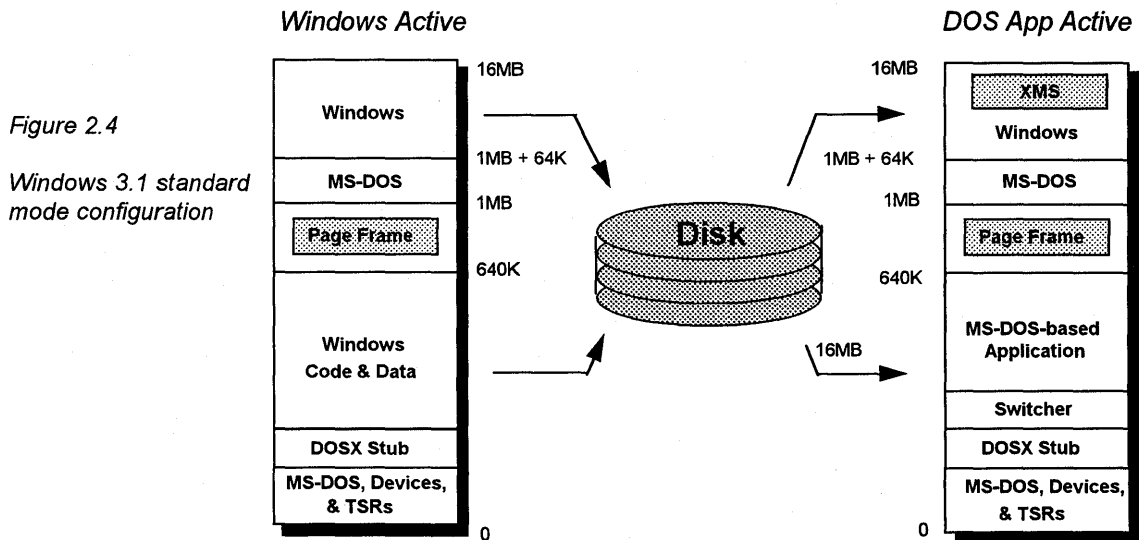 Windows Active
DOS App Active
Figure 2.4
Windows 3.1 standard
mode configuration
16MB
Windows
1MB + 64K
MS-DOS
1MB
Page Frame
640K
Windows
Code & Data
DOSX Stub
MS-DOS, Devices,
& TSRs
0
Disk
16MB
16MB
XMS
Windows
1MB + 64K
MS-DOS
1MB
Page Frame
640K
MS-DOS-based
Application
Switcher
DOSX Stub
MS-DOS, Devices,
& TSRs
0